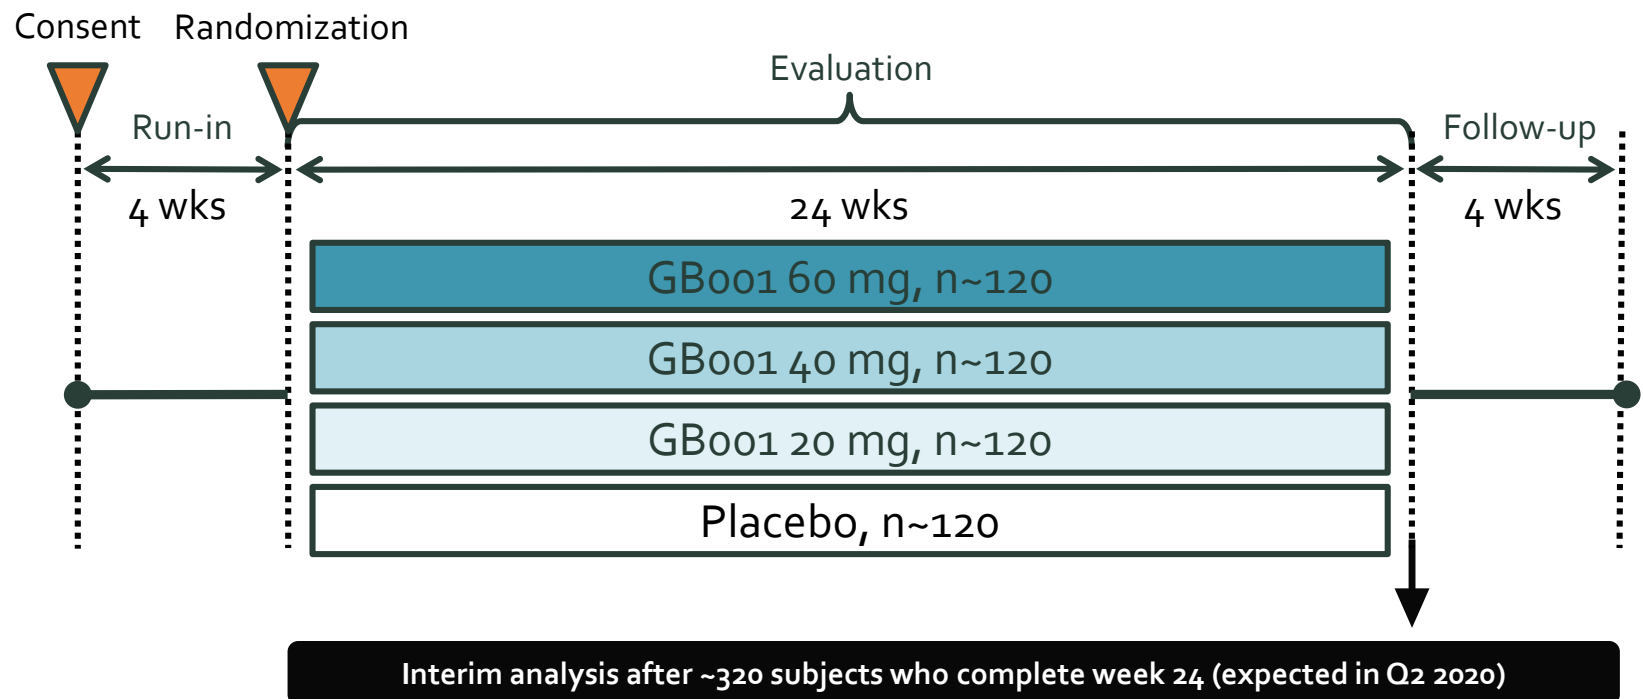 Consent Randomization
Evaluation
Run-in
Follow-up
4 wks
24 wks
4 wks
GB001 60 mg, n~120
GB001 40 mg, n~120
GB001 20 mg, n~120
Placebo, n~120
Interim analysis after ~320 subjects who complete week 24 (expected in Q2 2020)